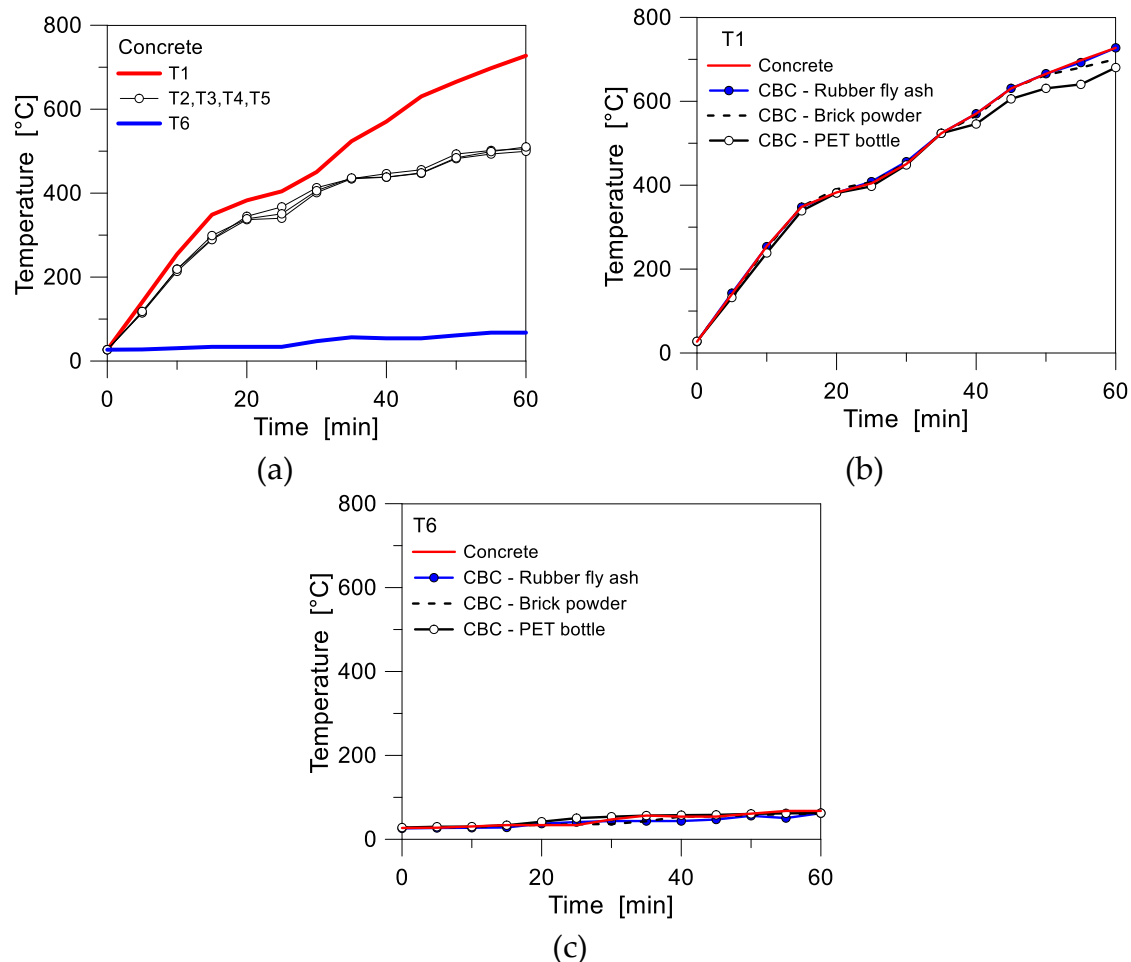 800
600
400
200
0
Temperature [°C]
Concrete
T1
T2,T3,T4,T5
T6
0
20
40
60
Time [min]
(a)
800
600
400
200
0
Temperature [°C]
T1
Concrete
CBC - Rubber fly ash
CBC - Brick powder
CBC - PET bottle
0
20
40
60
Time [min]
(b)
800
600
400
200
0
Temperature [°C]
T6
Concrete
CBC - Rubber fly ash
CBC - Brick powder
CBC - PET bottle
0
20
40
60
Time [min]
(c)